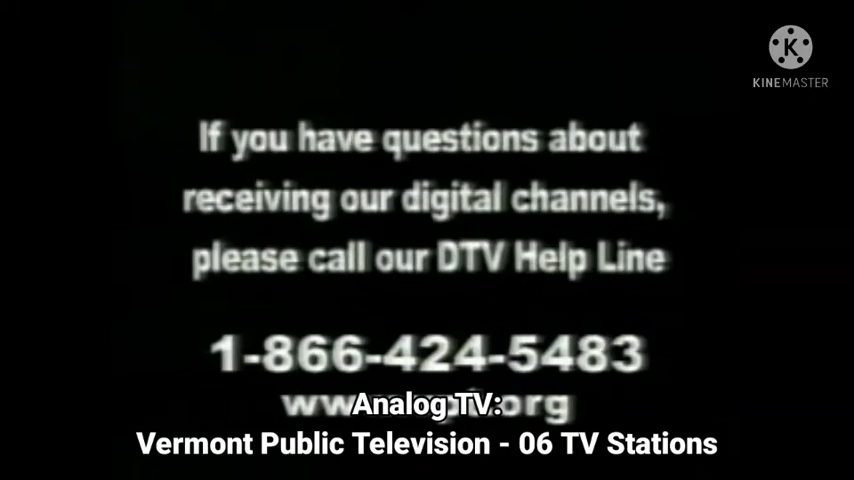 KINEMASTER
If you have questions about
receiving our digital channels,
please call our DTV Help Line
1-866-424-5483
Analog TV:
Vermont Public Television - 06 TV Stations